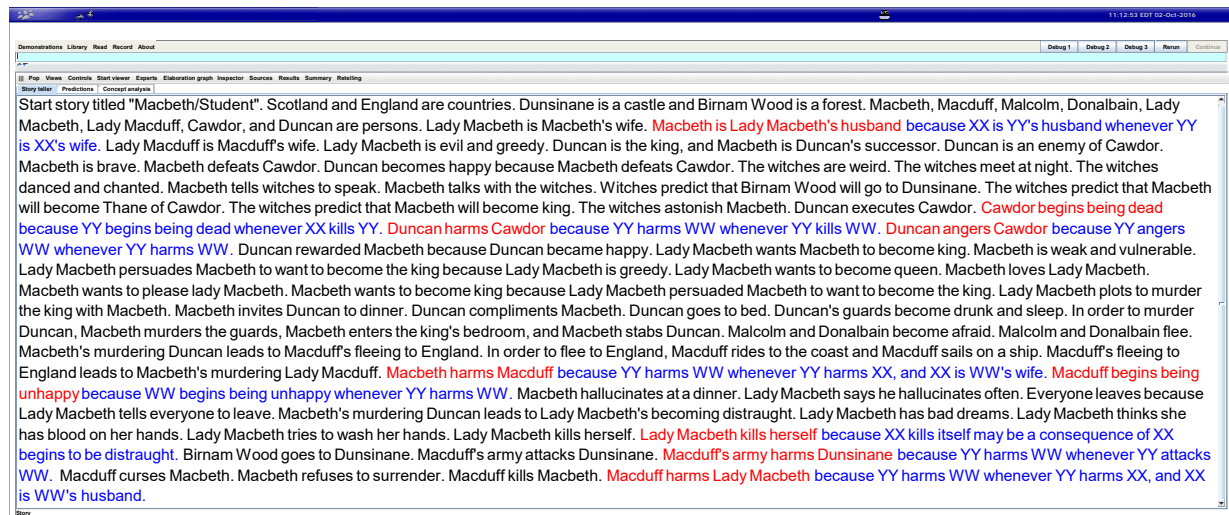 11:12:53 EDT 02-Oct-2016
Demonstrations Library Read Record About
Debug 1 Debug 2 Debug 3 Rerun Continue
||| Pop Views Controls Start viewer Experts Elaboration graph Inspector Sources Results Summary Retelling
Story teller Predictions Concept analysis
Start story titled "Macbeth/Student". Scotland and England are countries. Dunsinane is a castle and Birnam Wood is a forest. Macbeth, Macduff, Malcolm, Donalbain, Lady
Macbeth, Lady Macduff, Cawdor, and Duncan are persons. Lady Macbeth is Macbeth's wife. Macbeth is Lady Macbeth's husband because XX is YY's husband whenever YY
is XX's wife. Lady Macduff is Macduff's wife. Lady Macbeth is evil and greedy. Duncan is the king, and Macbeth is Duncan's successor. Duncan is an enemy of Cawdor.
Macbeth is brave. Macbeth defeats Cawdor. Duncan becomes happy because Macbeth defeats Cawdor. The witches are weird. The witches meet at night. The witches
danced and chanted. Macbeth tells witches to speak. Macbeth talks with the witches. Witches predict that Birnam Wood will go to Dunsinane. The witches predict that Macbeth
will become Thane of Cawdor. The witches predict that Macbeth will become king. The witches astonish Macbeth. Duncan executes Cawdor. Cawdor begins being dead
because YY begins being dead whenever XX kills YY. Duncan harms Cawdor because YY harms WW whenever YY kills WW. Duncan angers Cawdor because YY angers
WW whenever YY harms WW. Duncan rewarded Macbeth because Duncan became happy. Lady Macbeth wants Macbeth to become king. Macbeth is weak and vulnerable.
Lady Macbeth persuades Macbeth to want to become the king because Lady Macbeth is greedy. Lady Macbeth wants to become queen. Macbeth loves Lady Macbeth.
Macbeth wants to please lady Macbeth. Macbeth wants to become king because Lady Macbeth persuaded Macbeth to want to become the king. Lady Macbeth plots to murder
the king with Macbeth. Macbeth invites Duncan to dinner. Duncan compliments Macbeth. Duncan goes to bed. Duncan's guards become drunk and sleep. In order to murder
Duncan, Macbeth murders the guards, Macbeth enters the king's bedroom, and Macbeth stabs Duncan. Malcolm and Donalbain become afraid. Malcolm and Donalbain flee.
Macbeth's murdering Duncan leads to Macduff's fleeing to England. In order to flee to England, Macduff rides to the coast and Macduff sails on a ship. Macduff's fleeing to
England leads to Macbeth's murdering Lady Macduff. Macbeth harms Macduff because YY harms WW whenever YY harms XX, and XX is WW's wife. Macduff begins being
unhappy because WW begins being unhappy whenever YY harms WW. Macbeth hallucinates at a dinner. Lady Macbeth says he hallucinates often. Everyone leaves because
Lady Macbeth tells everyone to leave. Macbeth's murdering Duncan leads to Lady Macbeth's becoming distraught. Lady Macbeth has bad dreams. Lady Macbeth thinks she
has blood on her hands. Lady Macbeth tries to wash her hands. Lady Macbeth kills herself. Lady Macbeth kills herself because XX kills itself may be a consequence of XX
begins to be distraught. Birnam Wood goes to Dunsinane. Macduff's army attacks Dunsinane. Macduff's army harms Dunsinane because YY harms WW whenever YY attacks
WW. Macduff curses Macbeth. Macbeth refuses to surrender. Macduff kills Macbeth. Macduff harms Lady Macbeth because YY harms WW whenever YY harms XX, and XX
is WW's husband.
Story